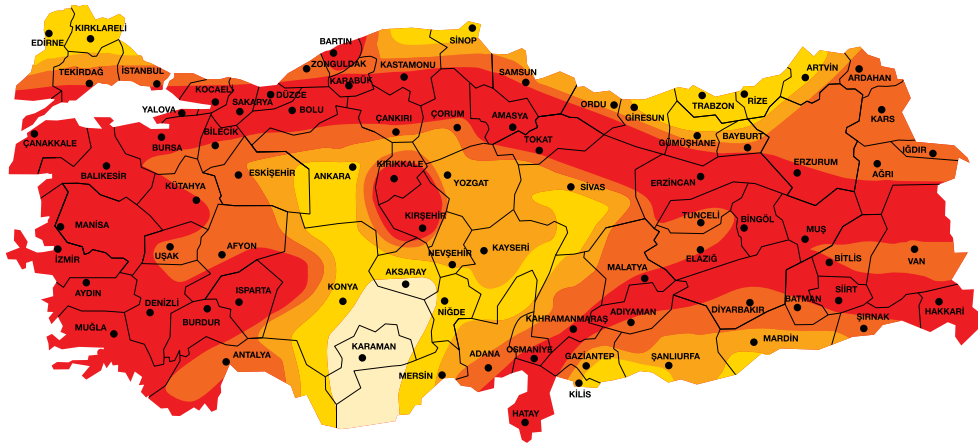 KIRKLARELİ
EDİRNE
TEKİRDAĞ
İSTANBUL
BARTIN
ZONGULDAK
KARABÜK
KASTAMONU
SİNOP
SAMSUN
ARTVİN
ARDAHAN
KOCAELİ
SAKARYA
DÜZCE
BOLU
YALOVA
ORDU
GİRESUN
TRABZON
RİZE
KARS
ÇANAKKALE
BURSA
BİLECİK
ÇANKIRI
ÇORUM
AMASYA
TOKAT
GÜMÜŞHANE
BAYBURT
IĞDIR
BALIKESİR
KÜTAHYA
ESKİŞEHİR
ANKARA
KIRIKKALE
YOZGAT
SİVAS
ERZİNCAN
ERZURUM
AĞRI
MANİSA
UŞAK
AFYON
KIRŞEHİR
NEVŞEHİR
KAYSERİ
TUNCELİ
BİNGÖL
MUŞ
İZMİR
ELAZIĞ
BİTLİS
VAN
AYDIN
DENİZLİ
ISPARTA
KONYA
AKSARAY
NİĞDE
MALATYA
SİİRT
BATMAN
DİYARBAKIR
HAKKARİ
MUĞLA
BURDUR
KAHRAMANMARAŞ
ADIYAMAN
ŞIRNAK
ANTALYA
KARAMAN
MERSİN
ADANA
OSMANİYE
GAZİANTEP
ŞANLIURFA
MARDİN
KİLİS
HATAY